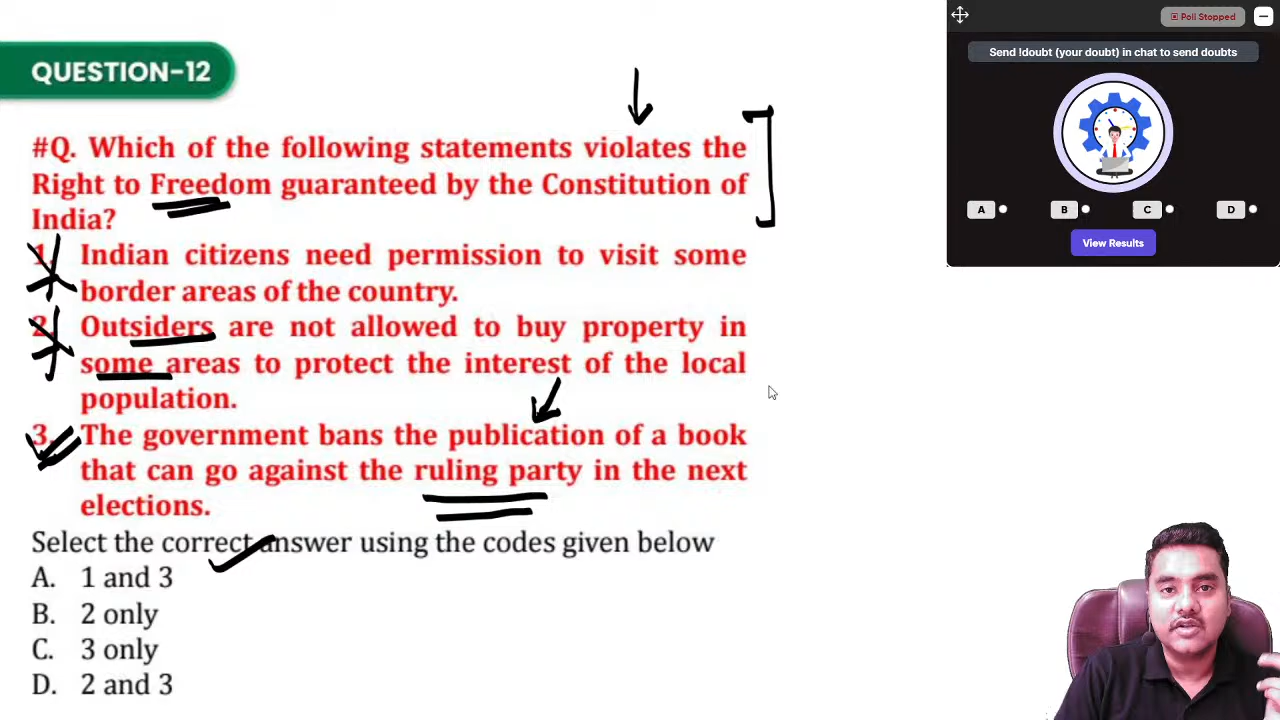 QUESTION-12
#Q. Which of the following statements violates the
Right to Freedom guaranteed by the Constitution of
India?
1. Indian citizens need permission to visit some
border areas of the country.
2. Outsiders are not allowed to buy property in
some areas to protect the interest of the local
population.
3. The government bans the publication of a book
that can go against the ruling party in the next
elections.
Select the correct answer using the codes given below
A. 1 and 3
B. 2 only
C. 3 only
D. 2 and 3
Poll Stopped
Send !doubt (your doubt) in chat to send doubts
A B C D
View Results